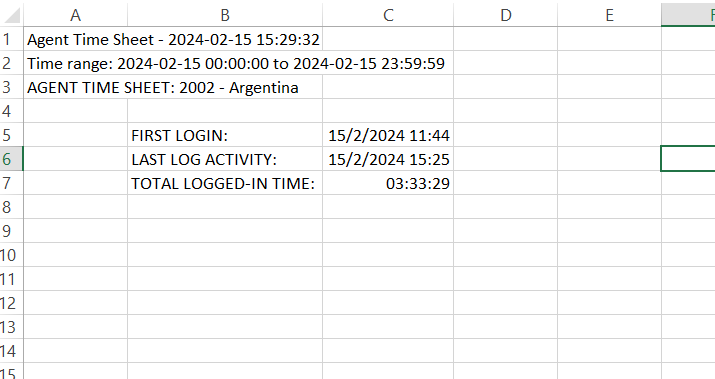 A B C D E F
1 Agent Time Sheet - 2024-02-15 15:29:32
2 Time range: 2024-02-15 00:00:00 to 2024-02-15 23:59:59
3 AGENT TIME SHEET: 2002 - Argentina
4
5 FIRST LOGIN: 15/2/2024 11:44
6 LAST LOG ACTIVITY: 15/2/2024 15:25
7 TOTAL LOGGED-IN TIME: 03:33:29
8
9
10
11
12
13
14
15